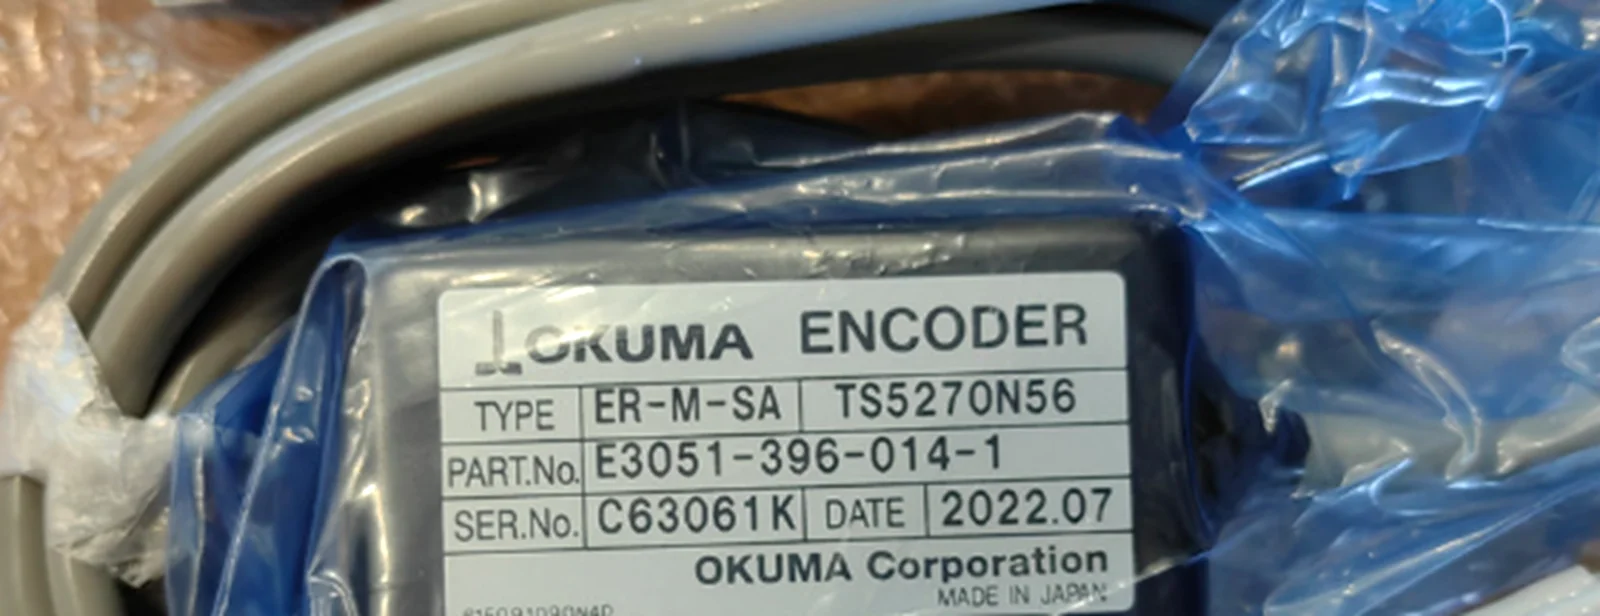 OKUMA ENCODER
TYPE ER-M-SA TS5270N56
PART.No. E3051-396-014-1
SER.No. C63061K DATE 2022.07
OKUMA Corporation
MADE IN JAPAN